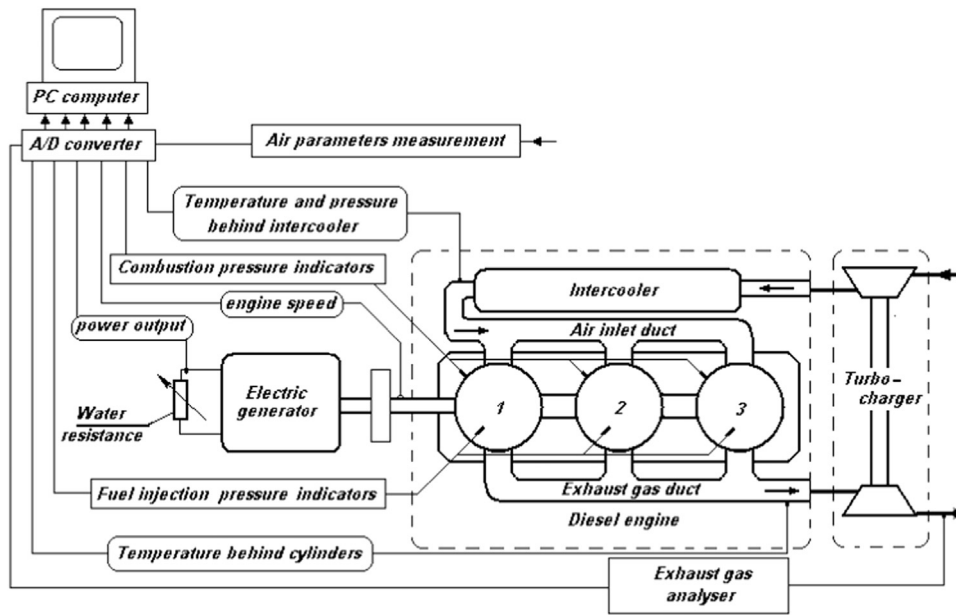 PC computer
A/D converter
Air parameters measurement
Temperature and pressure
behind intercooler
Combustion pressure indicators
engine speed
power output
Intercooler
Air inlet duct
Turbo-
charger
Electric
generator
Water
resistance
1
2
3
Fuel injection pressure indicators
Exhaust gas duct
Diesel engine
Temperature behind cylinders
Exhaust gas
analyser